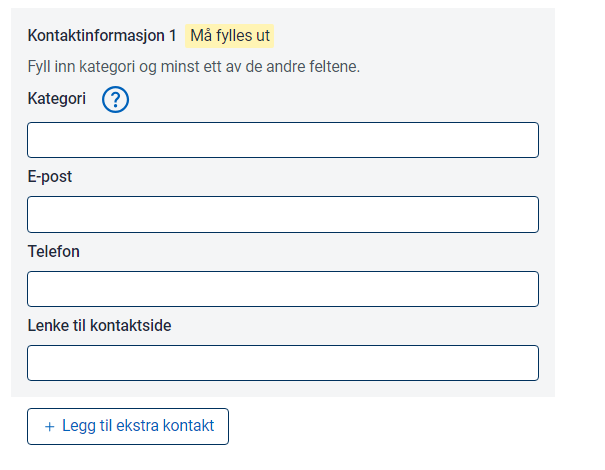 Kontaktinformasjon 1 Må fylles ut
Fyll inn kategori og minst ett av de andre feltene.
Kategori ?
E-post
Telefon
Lenke til kontaktside
+ Legg til ekstra kontakt